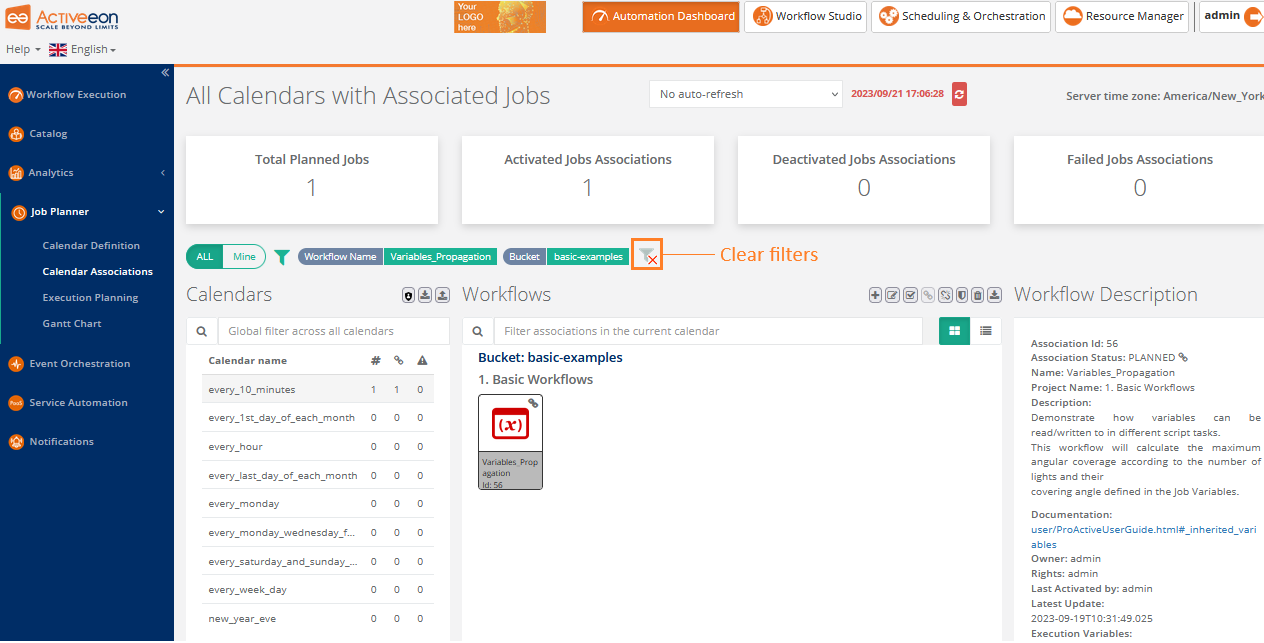 Activeeon
SCALE BEYOND LIMITS
Your
LOGO
here
Automation Dashboard
Workflow Studio
Scheduling & Orchestration
Resource Manager
admin
Help
English
Workflow Execution
Catalog
Analytics
Job Planner
Calendar Definition
Calendar Associations
Execution Planning
Gantt Chart
Event Orchestration
PaaS
Service Automation
Notifications
All Calendars with Associated Jobs
No auto-refresh
2023/09/21 17:06:28
Server time zone: America/New_York
Total Planned Jobs
1
Activated Jobs Associations
1
Deactivated Jobs Associations
0
Failed Jobs Associations
0
ALL Mine
Workflow Name Variables_Propagation
Bucket basic-examples
Clear filters
Calendars
Global filter across all calendars
Calendar name #
every_10_minutes 1 1 0
every_1st_day_of_each_month 0 0 0
every_hour 0 0 0
every_last_day_of_each_month 0 0 0
every_monday 0 0 0
every_monday_wednesday_f... 0 0 0
every_saturday_and_sunday_... 0 0 0
every_week_day 0 0 0
new_year_eve 0 0 0
Workflows
Filter associations in the current calendar
Bucket: basic-examples
1. Basic Workflows
(x)
Variables_Prop
agation
Id: 56
Workflow Description
Association Id: 56
Association Status: PLANNED
Name: Variables_Propagation
Project Name: 1. Basic Workflows
Description:
Demonstrate how variables can be
read/written to in different script tasks.
This workflow will calculate the maximum
angular coverage according to the number of
lights and their
covering angle defined in the Job Variables.
Documentation:
user/ProActiveUserGuide.html#_inherited_vari
ables
Owner: admin
Rights: admin
Last Activated by: admin
Latest Update:
2023-09-19T10:31:49.025
Execution Variables: